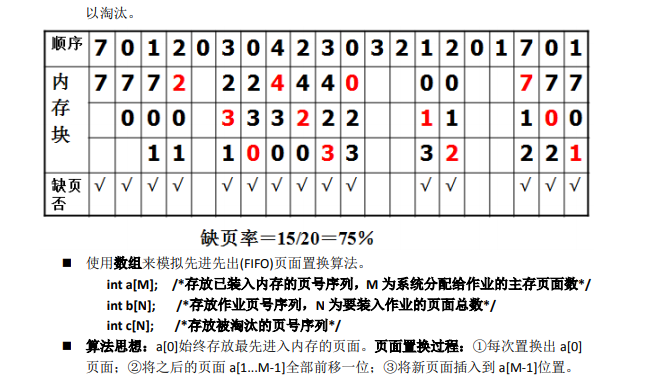 以淘汰。
顺序 7 0 1 2 0 3 0 4 2 3 0 3 2 1 2 0 1 7 0 1
内存块 7 7 7 2 2 2 4 4 4 0 0 0 7 7 7
0 0 0 3 3 3 2 2 2 1 1 1 0 0
1 1 1 0 0 0 3 3 3 2 2 2 1
缺页否 √ √ √ √ √ √ √ √ √ √ √ √ √ √ √
缺页率＝15/20＝75%
■ 使用数组来模拟先进先出(FIFO)页面置换算法。
int a[M]; /*存放已装入内存的页号序列，M 为系统分配给作业的主存页面数*/
int b[N]; /*存放作业页号序列，N 为要装入作业的页面总数*/
int c[N]; /*存放被淘汰的页号序列*/
■ 算法思想：a[0]始终存放最先进入内存的页面。页面置换过程：①每次置换出 a[0]
页面；②将之后的页面 a[1...M-1]全部前移一位；③将新页面插入到 a[M-1]位置。